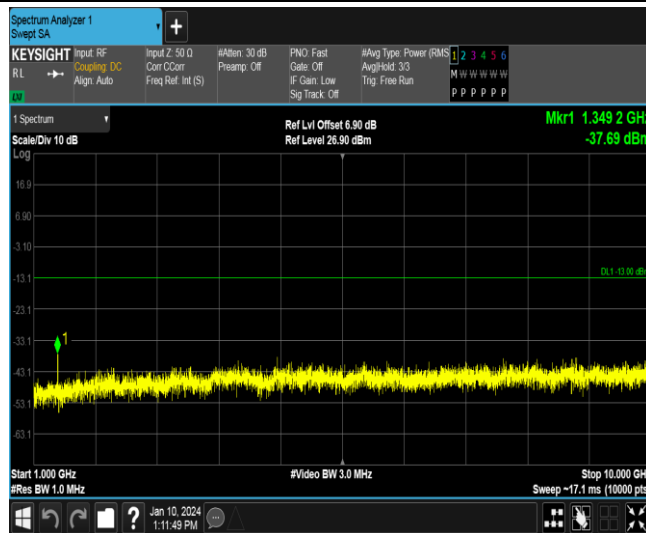 Spectrum Analyzer 1
Swept SA
+
KEYSIGHT
RL
LXI
Input: RF
Coupling: DC
Align: Auto
Input Z: 50 Ω
Corr CCorr
Freq Ref: Int (S)
#Atten: 30 dB
Preamp: Off
PNO: Fast
Gate: Off
IF Gain: Low
Sig Track: Off
#Avg Type: Power (RMS
Avg|Hold: 3/3
Trig: Free Run
1 2 3 4 5 6
M W W W W W
P P P P P P
1 Spectrum
Scale/Div 10 dB
Log
Ref Lvl Offset 6.90 dB
Ref Level 26.90 dBm
Mkr1 1.349 2 GHz
-37.69 dBm
16.9
6.90
-3.10
-13.1
DL1 -13.00 dBm
-23.1
-33.1
1
-43.1
-53.1
-63.1
Start 1.000 GHz
#Res BW 1.0 MHz
#Video BW 3.0 MHz
Stop 10.000 GH
Sweep ~17.1 ms (10000 pts
?
Jan 10, 2024
1:11:49 PM